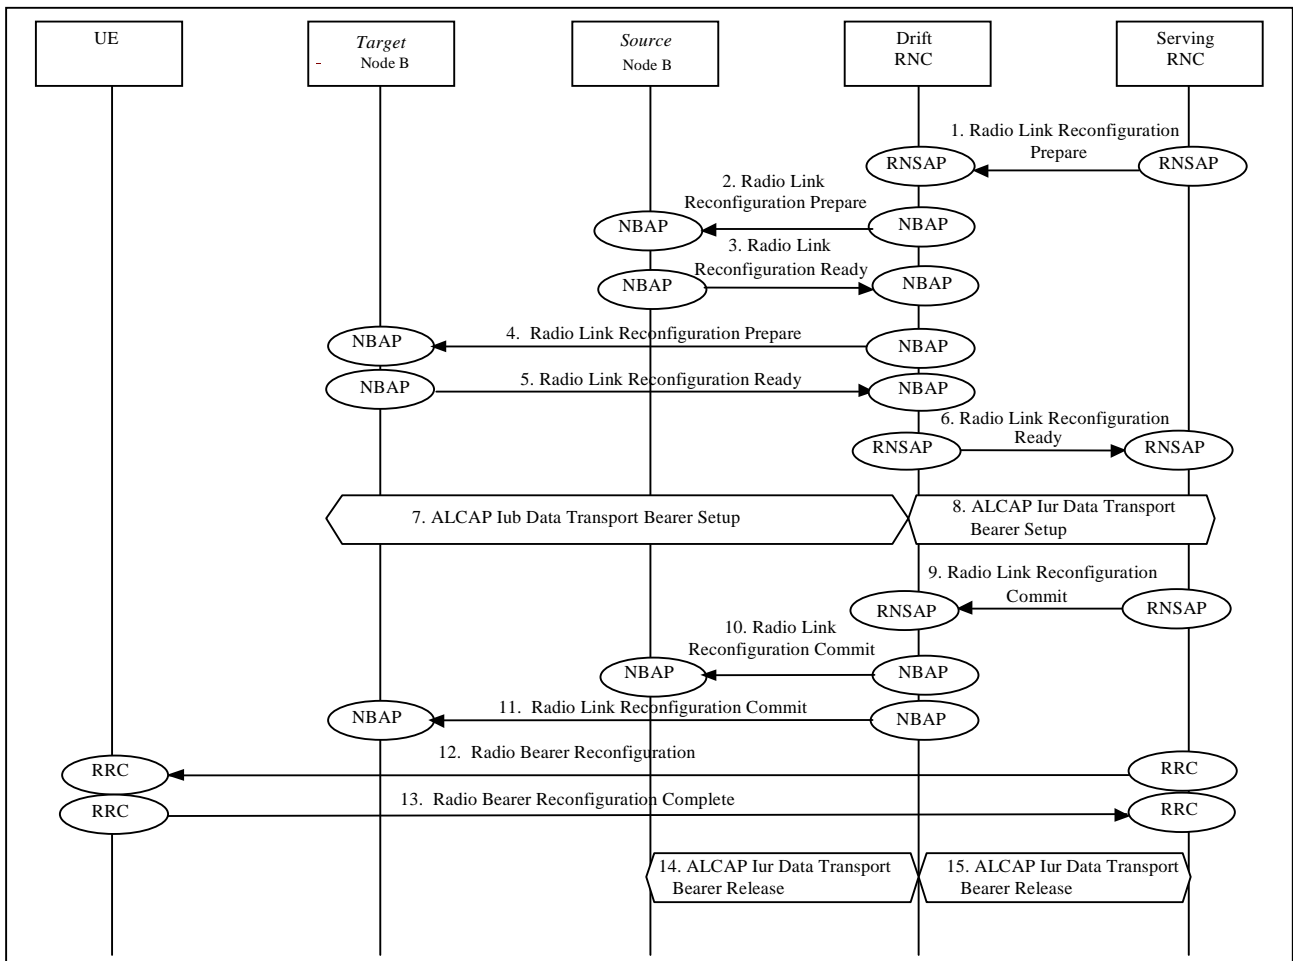 UE
Target
- Node B
Source
Node B
Drift
RNC
Serving
RNC
1. Radio Link Reconfiguration
Prepare
RNSAP
RNSAP
2. Radio Link
Reconfiguration Prepare
NBAP
NBAP
3. Radio Link
Reconfiguration Ready
NBAP
NBAP
4. Radio Link Reconfiguration Prepare
NBAP
NBAP
5. Radio Link Reconfiguration Ready
NBAP
NBAP
6. Radio Link Reconfiguration
Ready
RNSAP
RNSAP
7. ALCAP Iub Data Transport Bearer Setup
8. ALCAP Iur Data Transport
Bearer Setup
9. Radio Link Reconfiguration
Commit
RNSAP
RNSAP
10. Radio Link
Reconfiguration Commit
NBAP
NBAP
11. Radio Link Reconfiguration Commit
NBAP
NBAP
12. Radio Bearer Reconfiguration
RRC
RRC
13. Radio Bearer Reconfiguration Complete
RRC
RRC
14. ALCAP Iur Data Transport
Bearer Release
15. ALCAP Iur Data Transport
Bearer Release